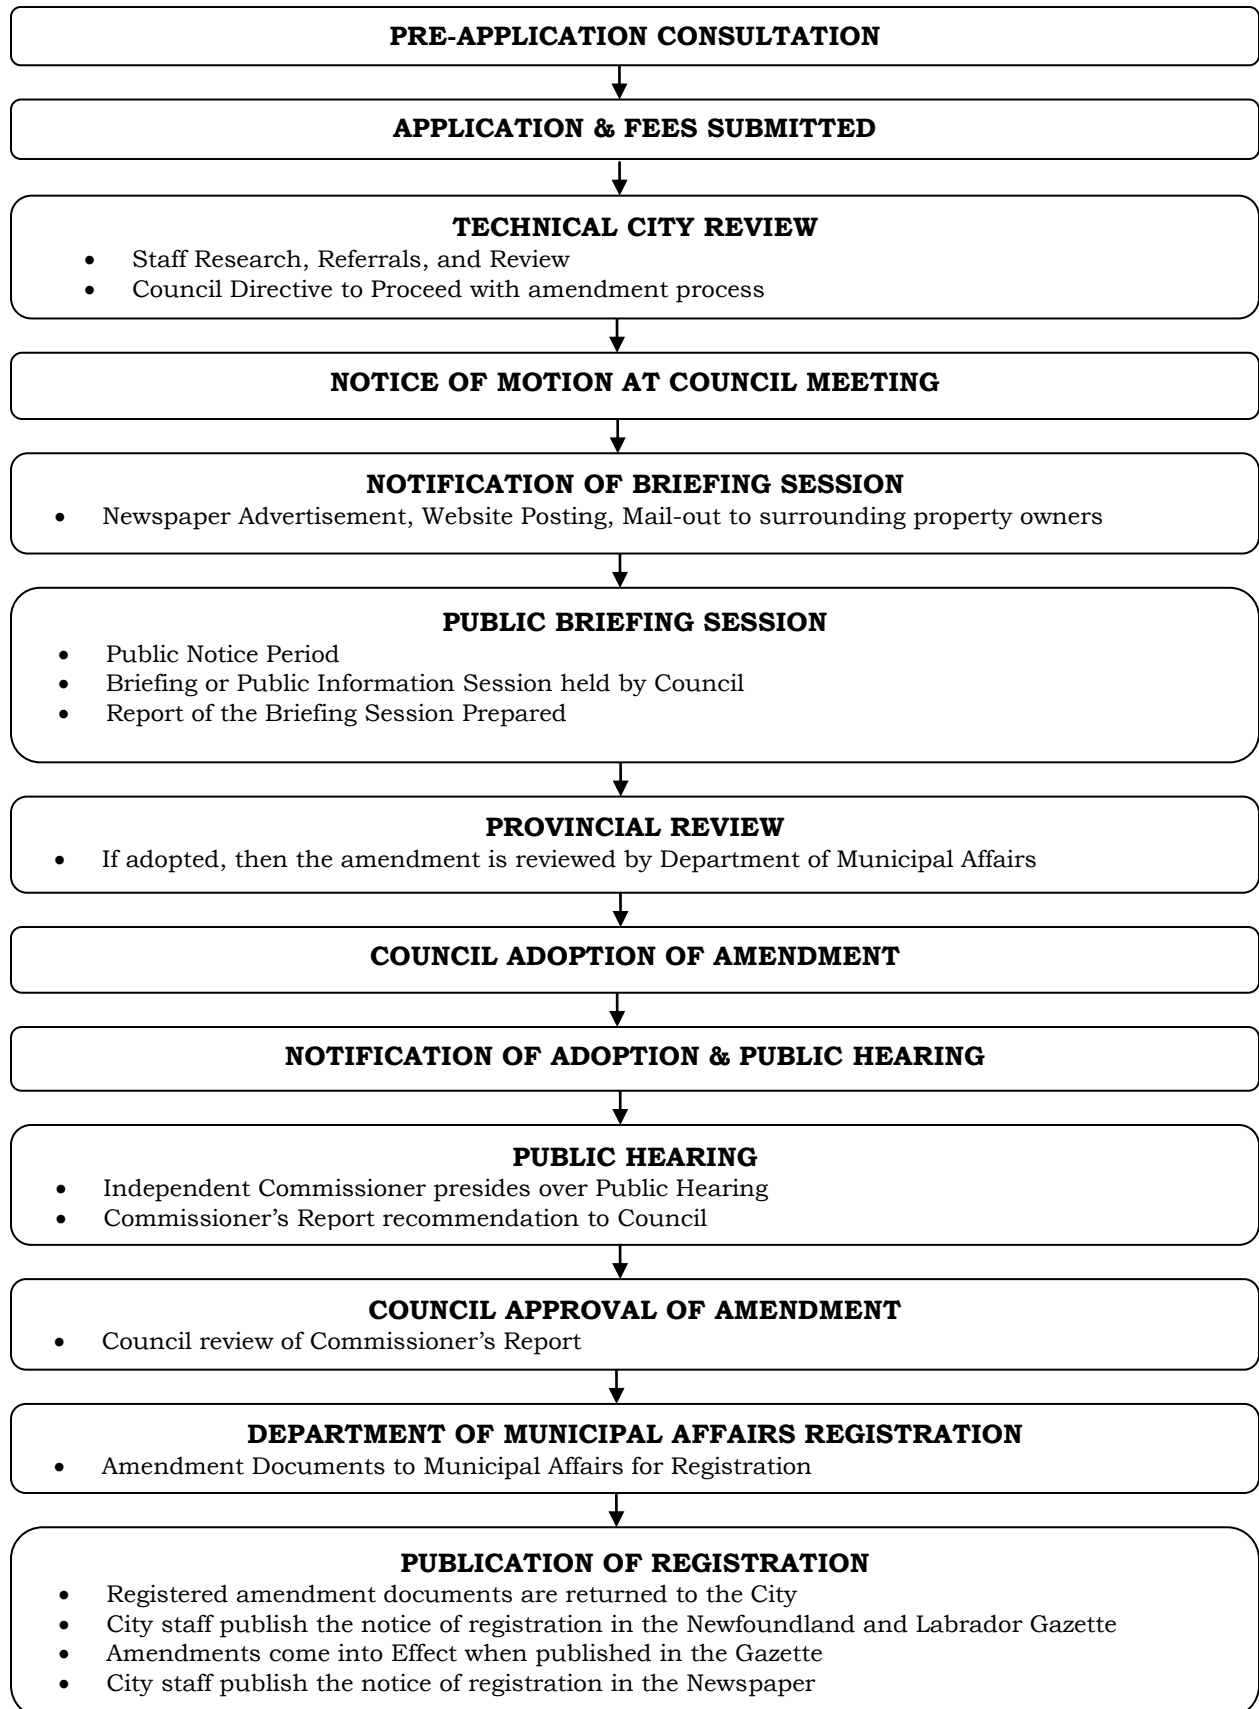 PRE-APPLICATION CONSULTATION
APPLICATION & FEES SUBMITTED
TECHNICAL CITY REVIEW
• Staff Research, Referrals, and Review
• Council Directive to Proceed with amendment process
NOTICE OF MOTION AT COUNCIL MEETING
NOTIFICATION OF BRIEFING SESSION
• Newspaper Advertisement, Website Posting, Mail-out to surrounding property owners
PUBLIC BRIEFING SESSION
• Public Notice Period
• Briefing or Public Information Session held by Council
• Report of the Briefing Session Prepared
PROVINCIAL REVIEW
• If adopted, then the amendment is reviewed by Department of Municipal Affairs
COUNCIL ADOPTION OF AMENDMENT
NOTIFICATION OF ADOPTION & PUBLIC HEARING
PUBLIC HEARING
• Independent Commissioner presides over Public Hearing
• Commissioner’s Report recommendation to Council
COUNCIL APPROVAL OF AMENDMENT
• Council review of Commissioner’s Report
DEPARTMENT OF MUNICIPAL AFFAIRS REGISTRATION
• Amendment Documents to Municipal Affairs for Registration
PUBLICATION OF REGISTRATION
• Registered amendment documents are returned to the City
• City staff publish the notice of registration in the Newfoundland and Labrador Gazette
• Amendments come into Effect when published in the Gazette
• City staff publish the notice of registration in the Newspaper